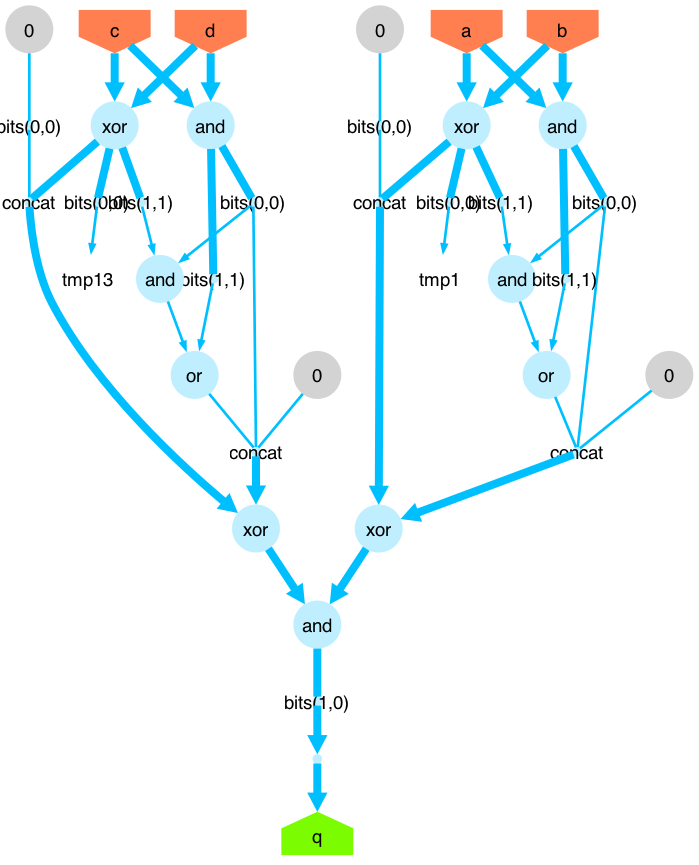 0
c
d
0
a
b
bits(0,0)
xor
and
bits(0,0)
xor
and
concat
bits(0,0)
bits(1,1)
bits(0,0)
concat
bits(0,0)
bits(1,1)
bits(0,0)
tmp13
and
bits(1,1)
tmp1
and
bits(1,1)
or
0
or
0
concat
concat
xor
xor
and
bits(1,0)
q